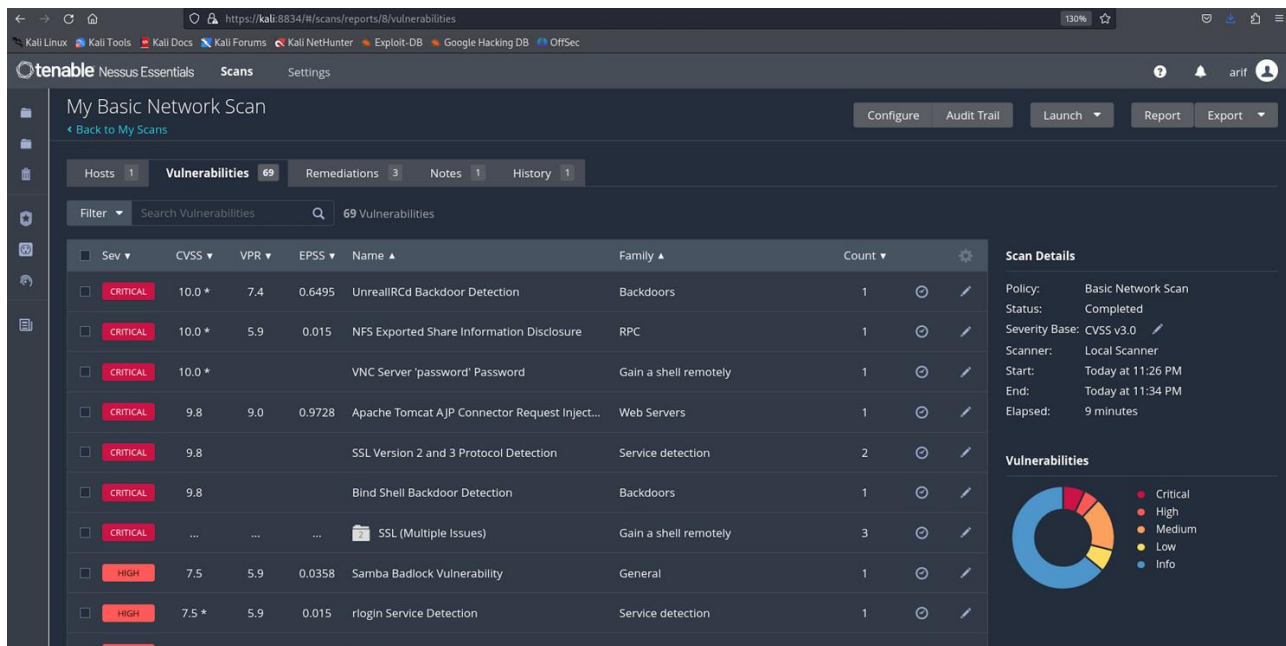 https://kali:8834/#/scans/reports/8/vulnerabilities 130%
Kali Linux Kali Tools Kali Docs Kali Forums Kali NetHunter Exploit-DB Google Hacking DB OffSec
tenable Nessus Essentials Scans Settings ? arif
My Basic Network Scan Configure Audit Trail Launch Report Export
Back to My Scans
Hosts 1 Vulnerabilities 69 Remediations 3 Notes 1 History 1
Filter Search Vulnerabilities 69 Vulnerabilities
Sev CVSS VPR EPSS Name Family Count
CRITICAL 10.0 * 7.4 0.6495 UnrealIRCd Backdoor Detection Backdoors 1
CRITICAL 10.0 * 5.9 0.015 NFS Exported Share Information Disclosure RPC 1
CRITICAL 10.0 * VNC Server 'password' Password Gain a shell remotely 1
CRITICAL 9.8 9.0 0.9728 Apache Tomcat AJP Connector Request Inject... Web Servers 1
CRITICAL 9.8 SSL Version 2 and 3 Protocol Detection Service detection 2
CRITICAL 9.8 Bind Shell Backdoor Detection Backdoors 1
CRITICAL ... ... ... 2 SSL (Multiple Issues) Gain a shell remotely 3
HIGH 7.5 5.9 0.0358 Samba Badlock Vulnerability General 1
HIGH 7.5 * 5.9 0.015 rlogin Service Detection Service detection 1
Scan Details
Policy: Basic Network Scan
Status: Completed
Severity Base: CVSS v3.0
Scanner: Local Scanner
Start: Today at 11:26 PM
End: Today at 11:34 PM
Elapsed: 9 minutes
Vulnerabilities
Critical
High
Medium
Low
Info